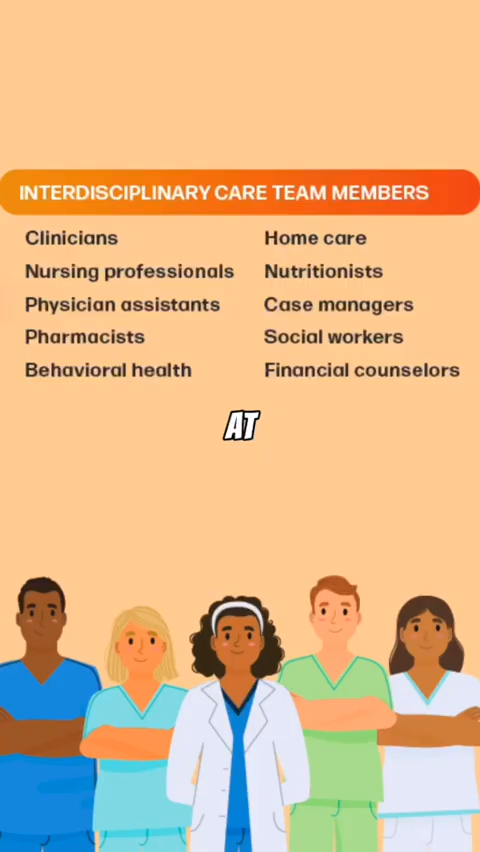 INTERDISCIPLINARY CARE TEAM MEMBERS
Clinicians
Nursing professionals
Physician assistants
Pharmacists
Behavioral health
Home care
Nutritionists
Case managers
Social workers
Financial counselors
AT